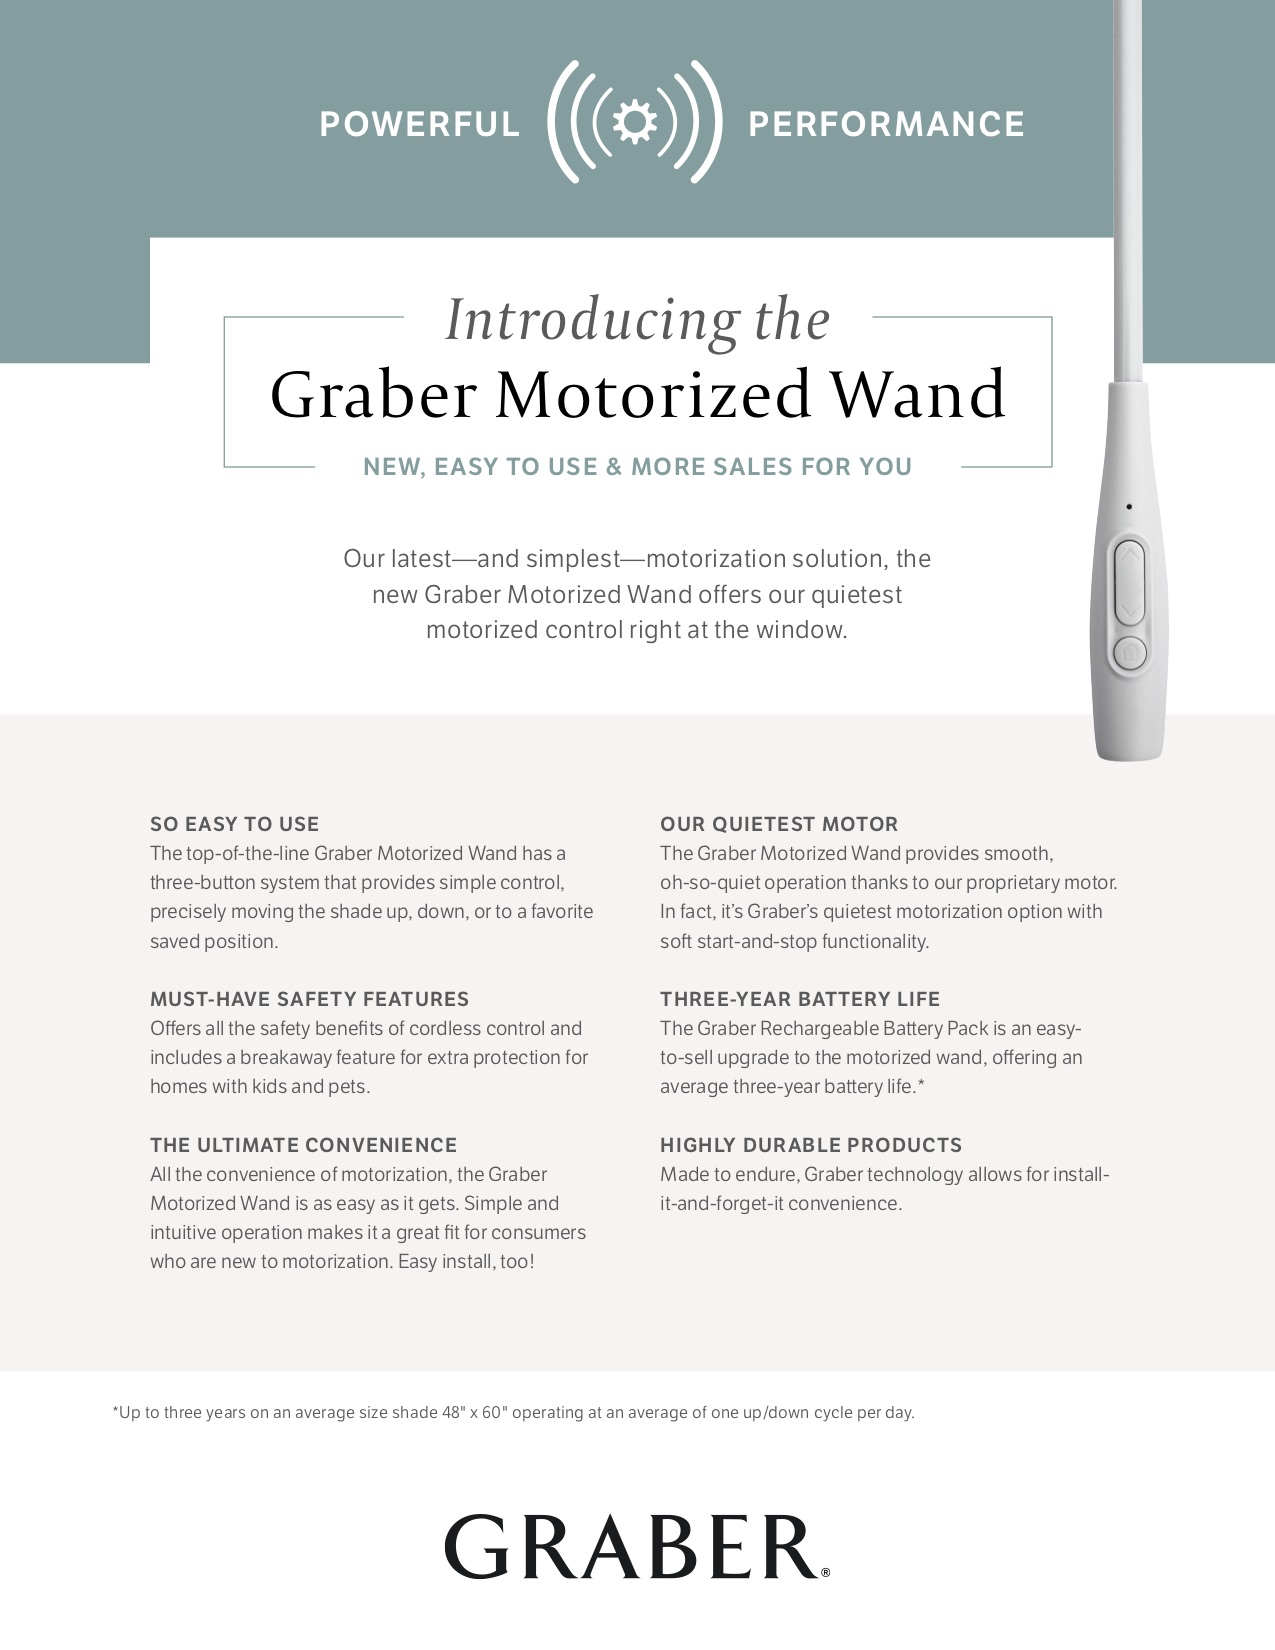 POWERFUL PERFORMANCE
Introducing the
Graber Motorized Wand
NEW, EASY TO USE & MORE SALES FOR YOU
Our latest—and simplest—motorization solution, the
new Graber Motorized Wand offers our quietest
motorized control right at the window.
SO EASY TO USE
The top-of-the-line Graber Motorized Wand has a
three-button system that provides simple control,
precisely moving the shade up, down, or to a favorite
saved position.
MUST-HAVE SAFETY FEATURES
Offers all the safety benefits of cordless control and
includes a breakaway feature for extra protection for
homes with kids and pets.
THE ULTIMATE CONVENIENCE
All the convenience of motorization, the Graber
Motorized Wand is as easy as it gets. Simple and
intuitive operation makes it a great fit for consumers
who are new to motorization. Easy install, too!
OUR QUIETEST MOTOR
The Graber Motorized Wand provides smooth,
oh-so-quiet operation thanks to our proprietary motor.
In fact, it's Graber's quietest motorization option with
soft start-and-stop functionality.
THREE-YEAR BATTERY LIFE
The Graber Rechargeable Battery Pack is an easy-
to-sell upgrade to the motorized wand, offering an
average three-year battery life.*
HIGHLY DURABLE PRODUCTS
Made to endure, Graber technology allows for install-
it-and-forget-it convenience.
*Up to three years on an average size shade 48" x 60" operating at an average of one up/down cycle per day.
GRABER®